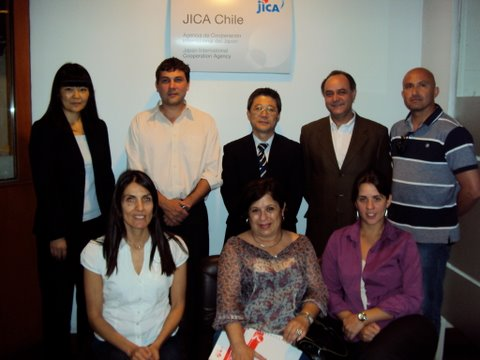 JICA
JICA Chile
Agencia de Cooperación
Internacional del Japón
Japan International
Cooperation Agency